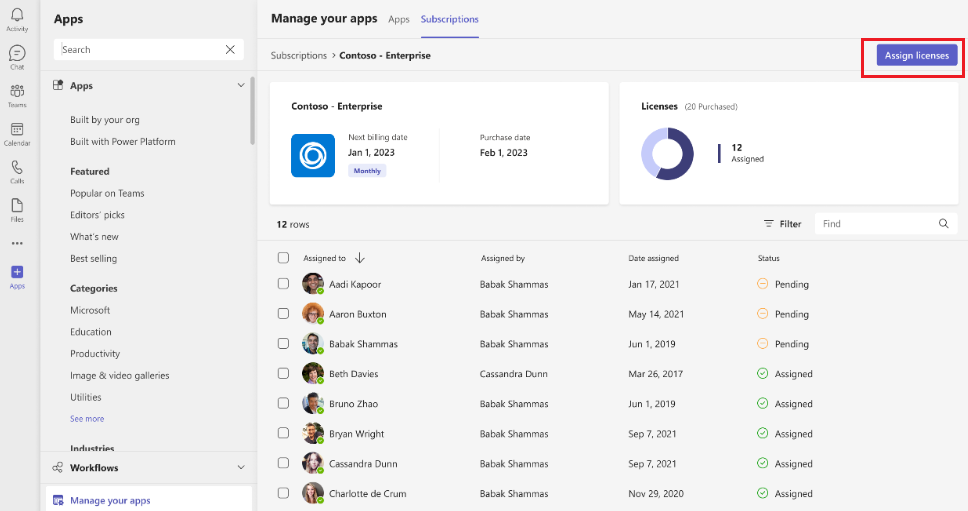 Activity
Chat
Teams
Calendar
Calls
Files
Apps
Apps
Search
Apps
Built by your org
Built with Power Platform
Featured
Popular on Teams
Editors' picks
What's new
Best selling
Categories
Microsoft
Education
Productivity
Image & video galleries
Utilities
See more
Industries
Workflows
Manage your apps
Manage your apps Apps Subscriptions
Subscriptions > Contoso - Enterprise
Assign licenses
Contoso - Enterprise
Next billing date
Jan 1, 2023
Monthly
Purchase date
Feb 1, 2023
Licenses (20 Purchased)
12
Assigned
12 rows
Filter
Find
Assigned to Assigned by Date assigned Status
Aadi Kapoor Babak Shammas Jan 17, 2021 Pending
Aaron Buxton Babak Shammas May 14, 2021 Pending
Babak Shammas Babak Shammas Jun 1, 2019 Pending
Beth Davies Cassandra Dunn Mar 26, 2017 Assigned
Bruno Zhao Babak Shammas Jun 1, 2019 Assigned
Bryan Wright Babak Shammas Sep 7, 2021 Assigned
Cassandra Dunn Babak Shammas Sep 7, 2021 Assigned
Charlotte de Crum Babak Shammas Nov 29, 2020 Assigned